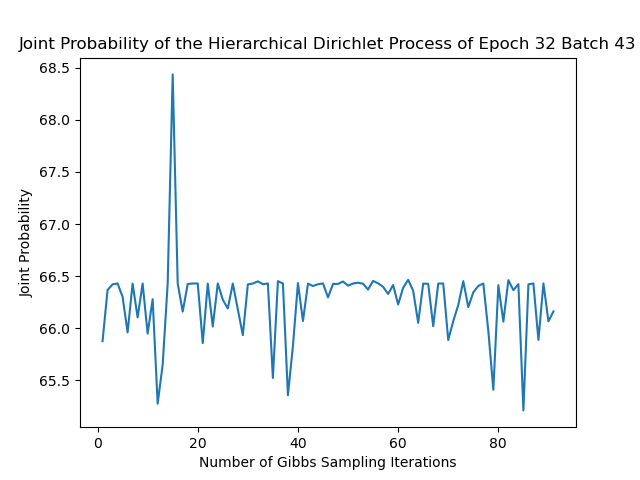 Joint Probability of the Hierarchical Dirichlet Process of Epoch 32 Batch 43
68.5
68.0
67.5
67.0
66.5
66.0
65.5
Joint Probability
0 20 40 60 80
Number of Gibbs Sampling Iterations